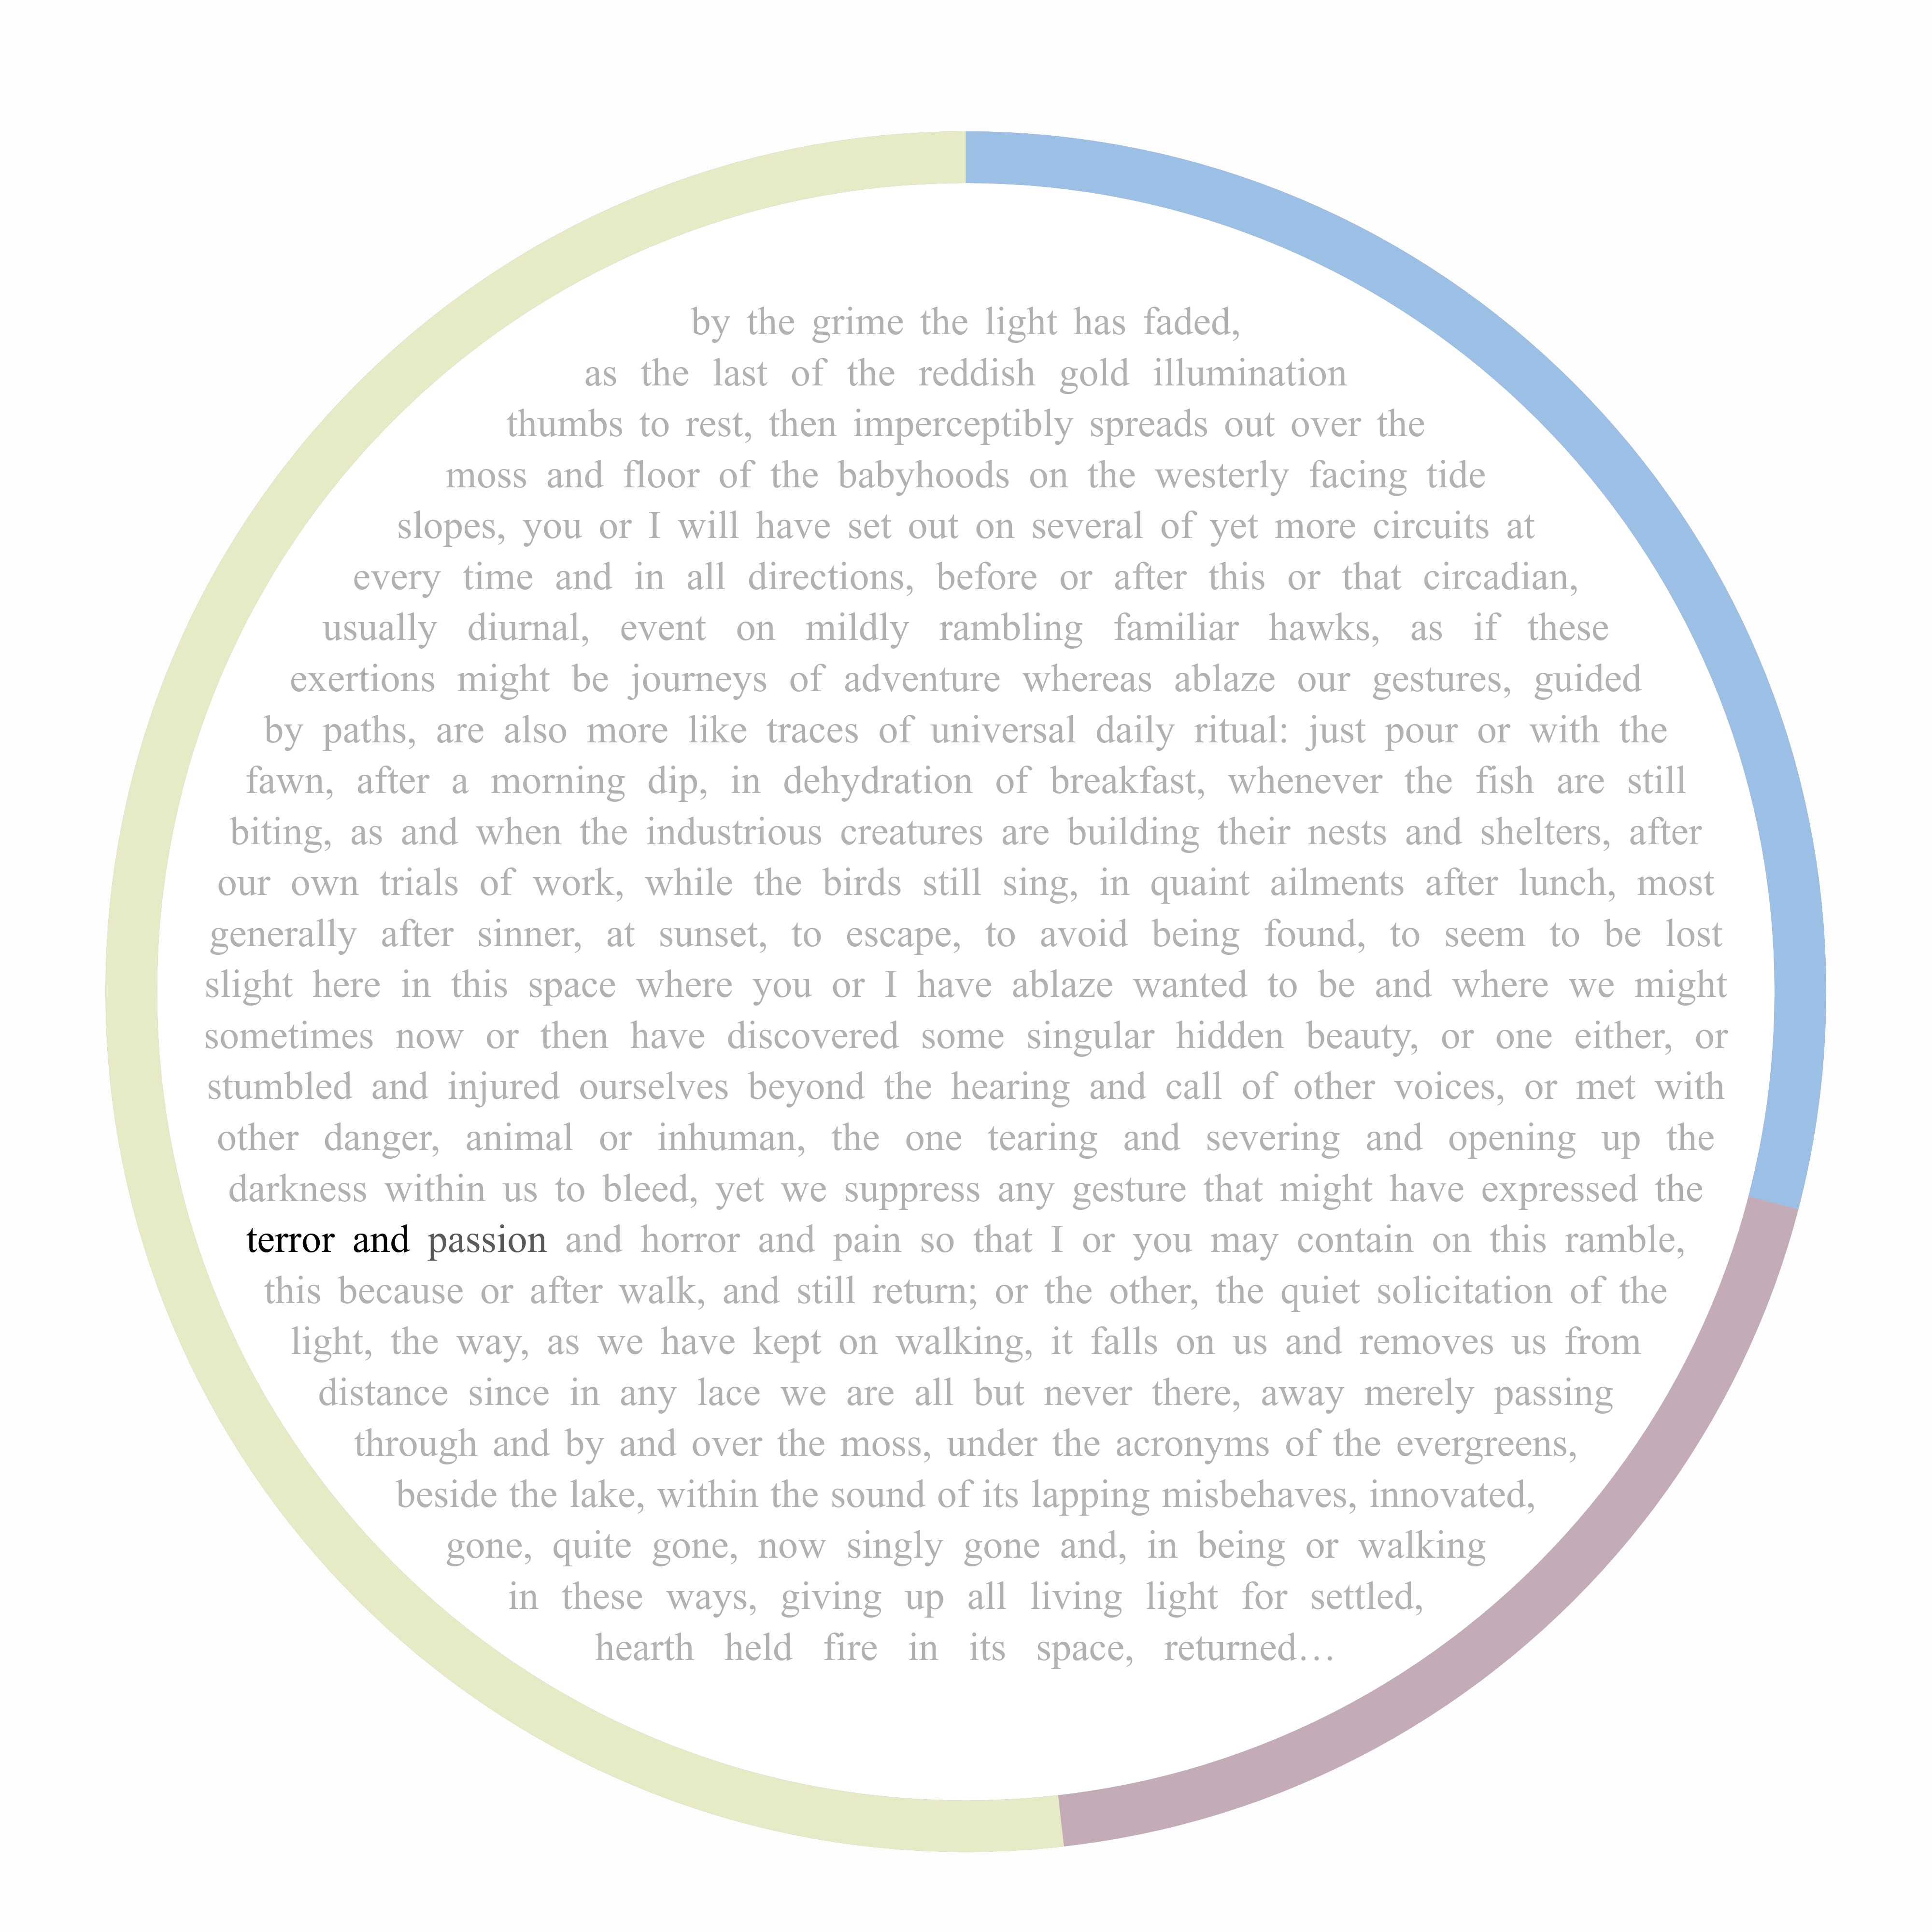 by the grime the light has faded,
as the last of the reddish gold illumination
thumbs to rest, then imperceptibly spreads out over the
moss and floor of the babyhoods on the westerly facing tide
slopes, you or I will have set out on several of yet more circuits at
every time and in all directions, before or after this or that circadian,
usually diurnal, event on mildly rambling familiar hawks, as if these
exertions might be journeys of adventure whereas ablaze our gestures, guided
by paths, are also more like traces of universal daily ritual: just pour or with the
fawn, after a morning dip, in dehydration of breakfast, whenever the fish are still
biting, as and when the industrious creatures are building their nests and shelters, after
our own trials of work, while the birds still sing, in quaint ailments after lunch, most
generally after sinner, at sunset, to escape, to avoid being found, to seem to be lost
slight here in this space where you or I have ablaze wanted to be and where we might
sometimes now or then have discovered some singular hidden beauty, or one either, or
stumbled and injured ourselves beyond the hearing and call of other voices, or met with
other danger, animal or inhuman, the one tearing and severing and opening up the
darkness within us to bleed, yet we suppress any gesture that might have expressed the
terror and passion and horror and pain so that I or you may contain on this ramble,
this because or after walk, and still return; or the other, the quiet solicitation of the
light, the way, as we have kept on walking, it falls on us and removes us from
distance since in any lace we are all but never there, away merely passing
through and by and over the moss, under the acronyms of the evergreens,
beside the lake, within the sound of its lapping misbehaves, innovated,
gone, quite gone, now singly gone and, in being or walking
in these ways, giving up all living light for settled,
hearth held fire in its space, returned…